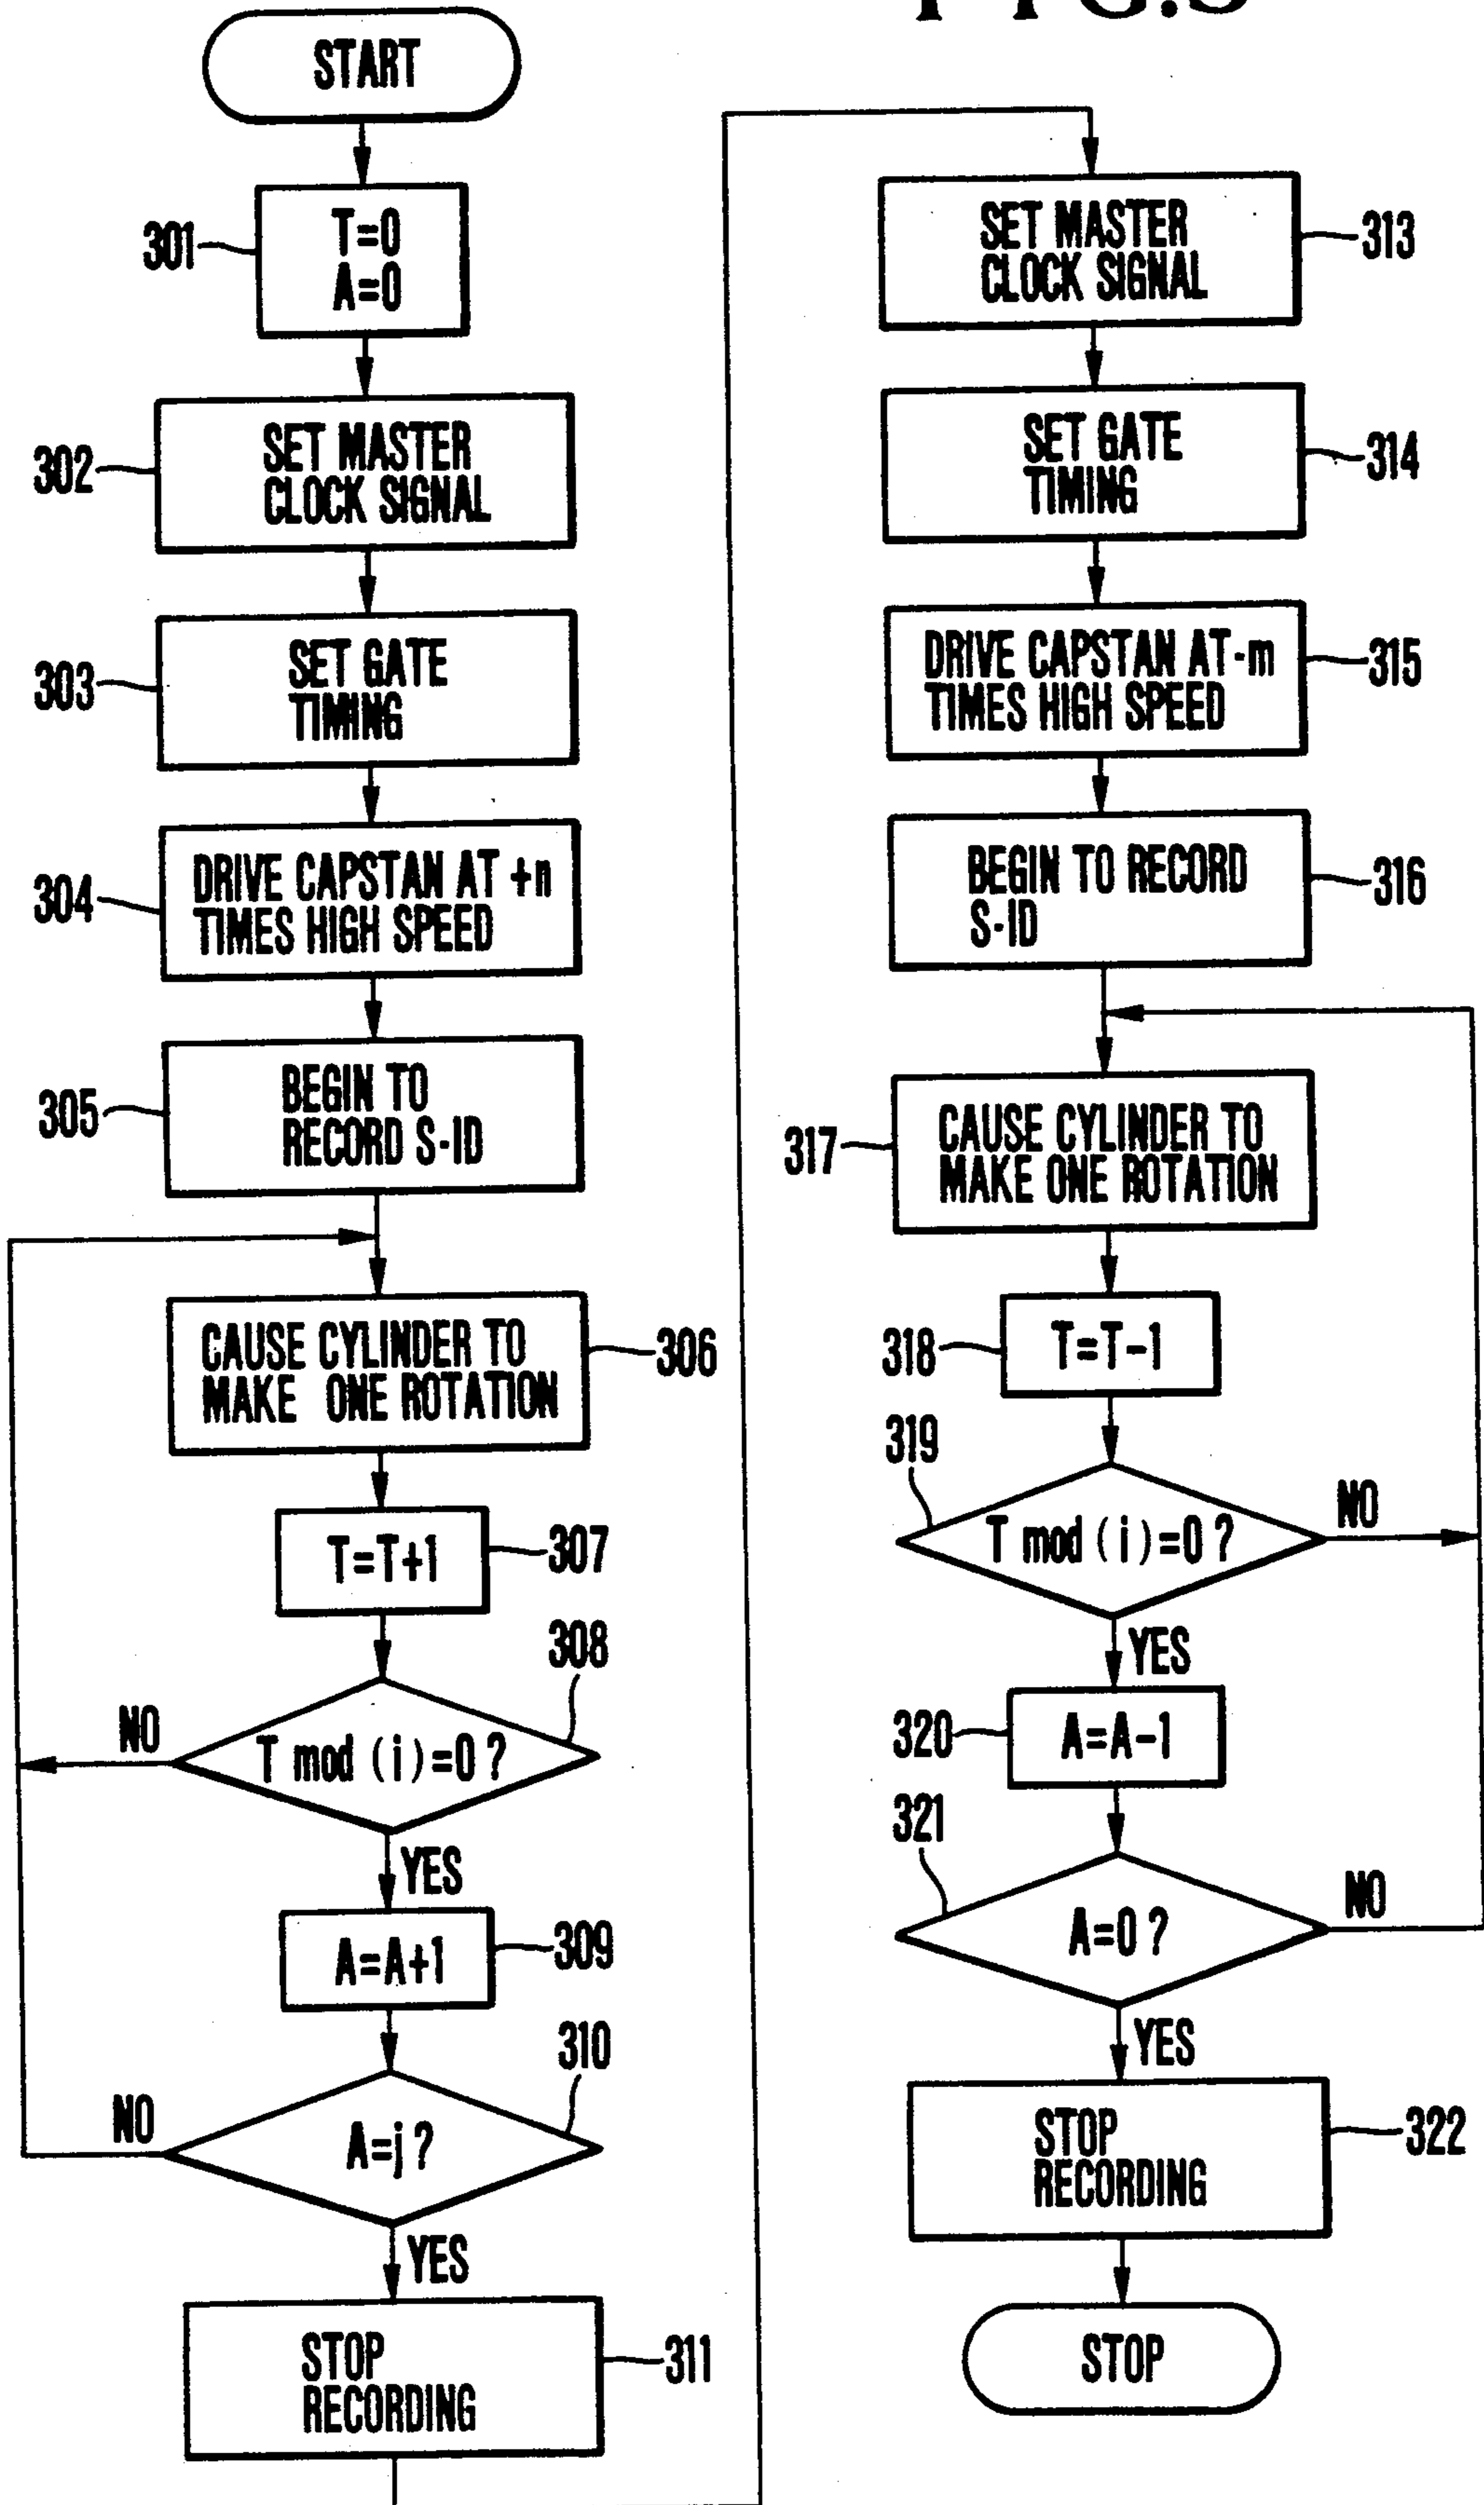 START
301
T=0
A=0
302
SET MASTER
CLOCK SIGNAL
303
SET GATE
TIMING
304
DRIVE CAPSTAN AT +n
TIMES HIGH SPEED
305
BEGIN TO
RECORD S-ID
CAUSE CYLINDER TO
MAKE ONE ROTATION
306
T=T+1
307
308
T mod (i)=0 ?
NO
YES
A=A+1
309
310
A=j ?
NO
YES
STOP
RECORDING
311
SET MASTER
CLOCK SIGNAL
313
SET GATE
TIMING
314
DRIVE CAPSTAN AT -m
TIMES HIGH SPEED
315
BEGIN TO RECORD
S-ID
316
317
CAUSE CYLINDER TO
MAKE ONE ROTATION
318
T=T-1
319
T mod (i)=0 ?
NO
YES
320
A=A-1
321
A=0 ?
NO
YES
STOP
RECORDING
322
STOP